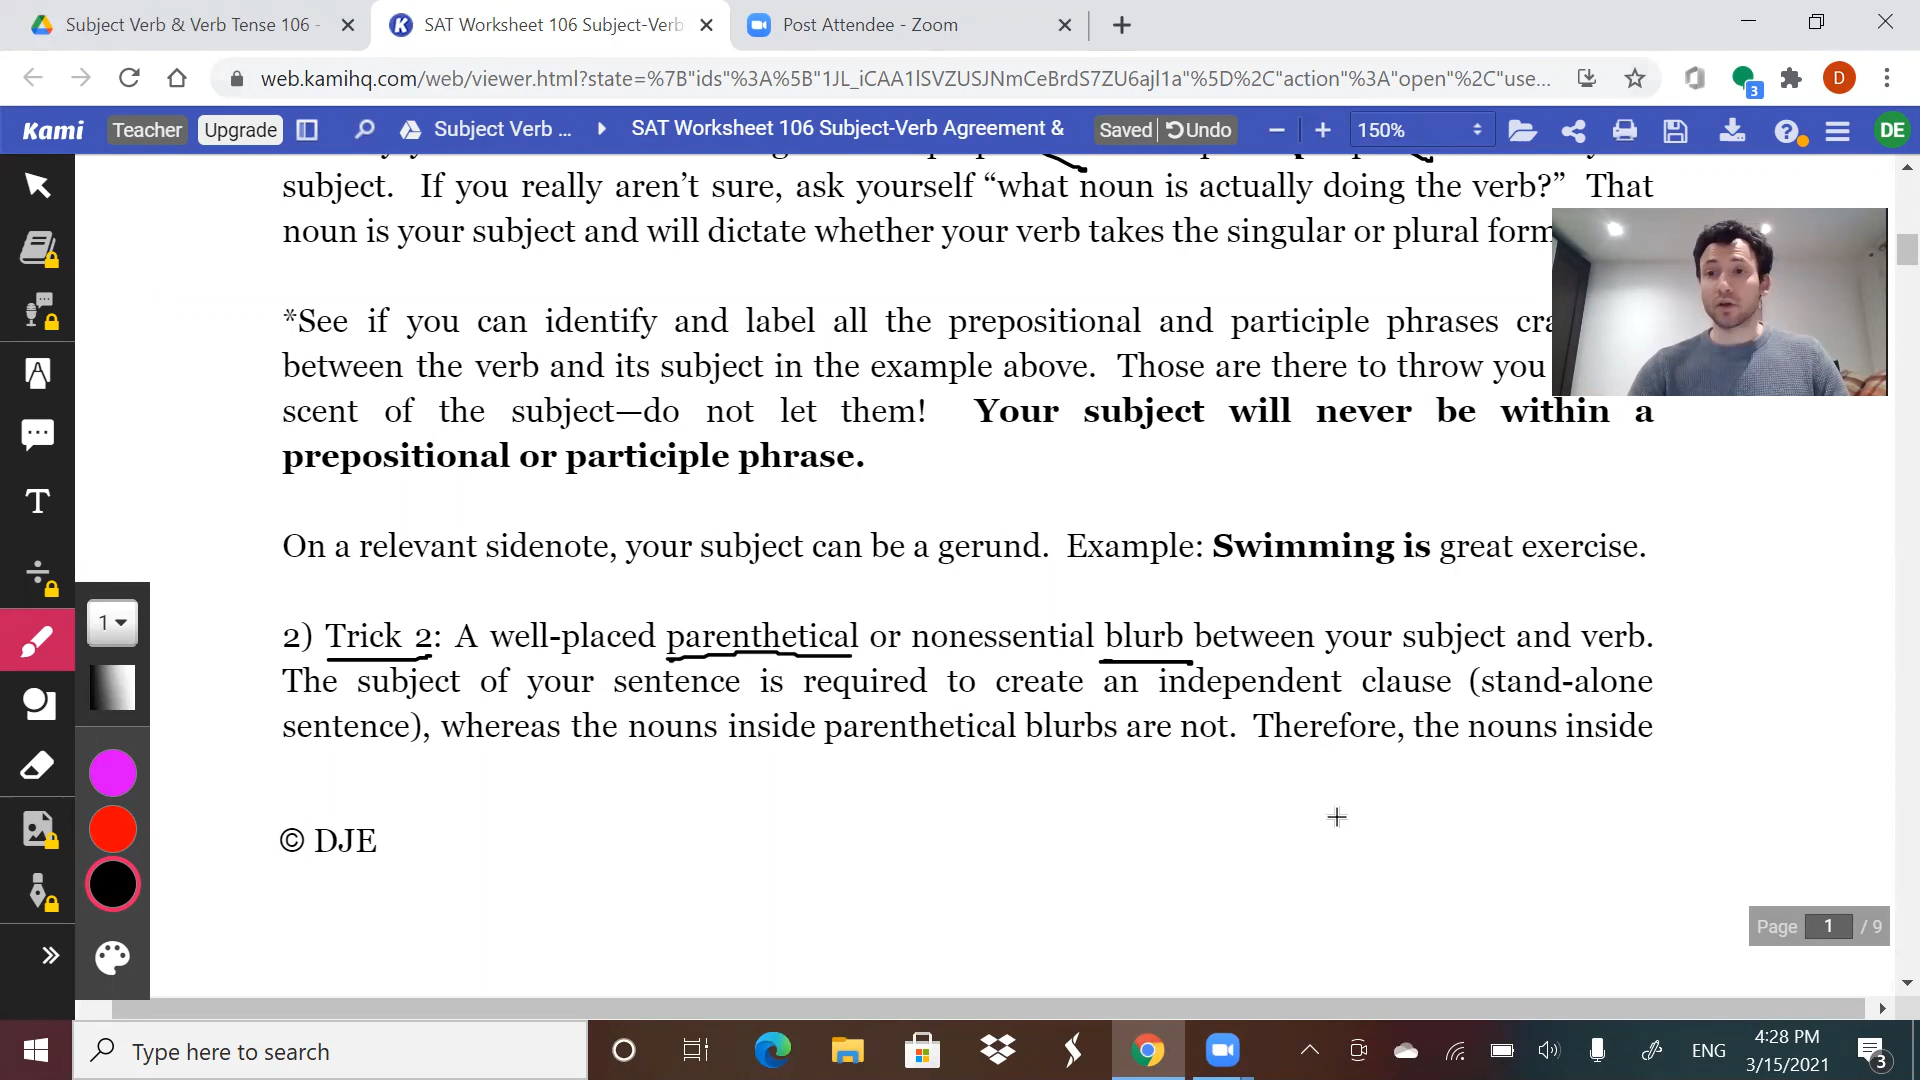 Subject Verb & Verb Tense 106 -
SAT Worksheet 106 Subject-Verb
Post Attendee - Zoom
web.kamihq.com/web/viewer.html?state=%7B"ids"%3A%5B"1JL_iCAA1lSVZUSJNmCeBrdS7ZU6ajl1a"%5D%2C"action"%3A"open"%2C"use...
3
D
Kami
Teacher
Upgrade
Subject Verb ...
SAT Worksheet 106 Subject-Verb Agreement &
Saved
Undo
150%
DE
subject. If you really aren’t sure, ask yourself “what noun is actually doing the verb?” That
noun is your subject and will dictate whether your verb takes the singular or plural form
*See if you can identify and label all the prepositional and participle phrases cra
between the verb and its subject in the example above. Those are there to throw you
scent of the subject—do not let them! Your subject will never be within a
prepositional or participle phrase.
On a relevant sidenote, your subject can be a gerund. Example: Swimming is great exercise.
2) Trick 2: A well-placed parenthetical or nonessential blurb between your subject and verb.
The subject of your sentence is required to create an independent clause (stand-alone
sentence), whereas the nouns inside parenthetical blurbs are not. Therefore, the nouns inside
© DJE
1
Page 1 / 9
Type here to search
ENG
4:28 PM
3/15/2021
3